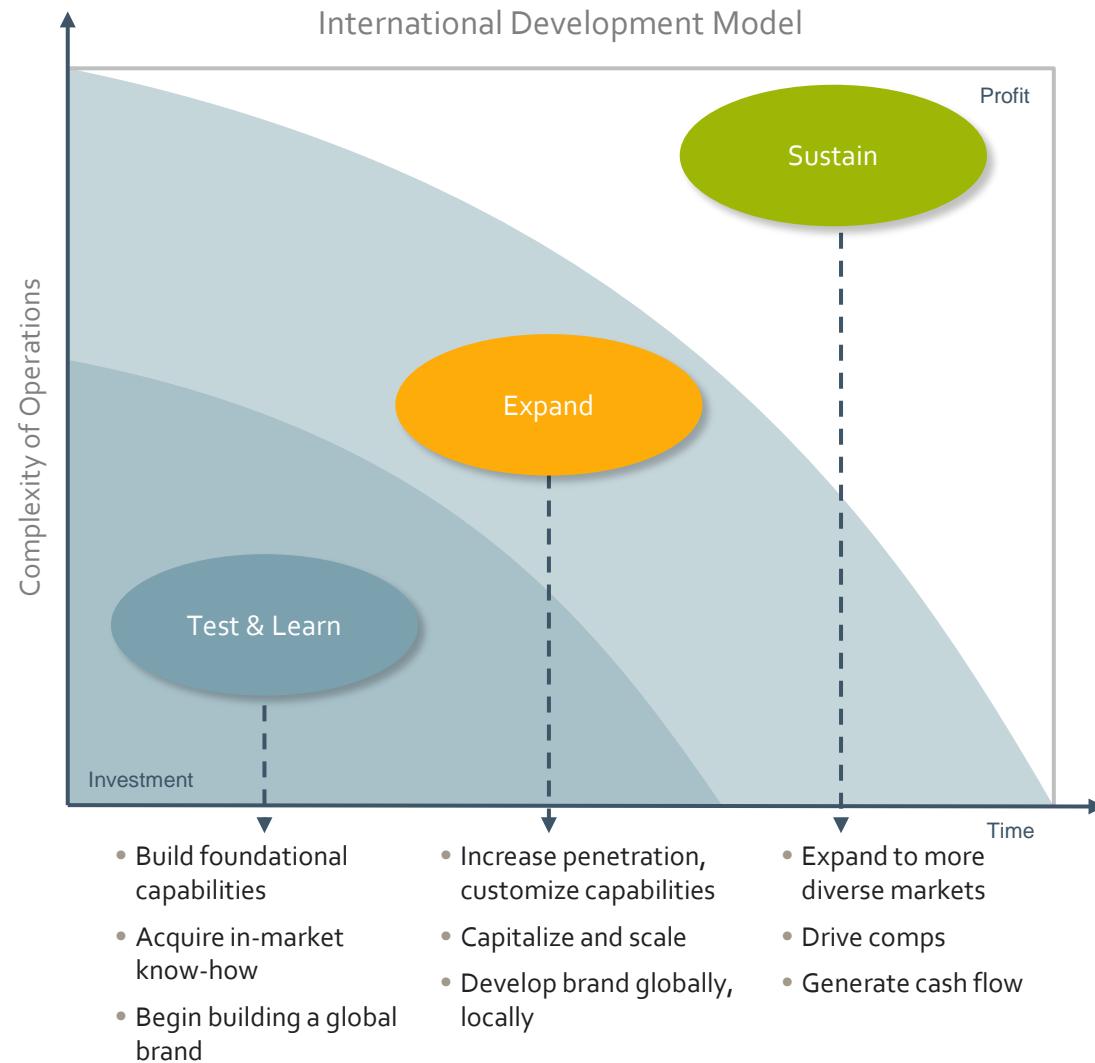 International Development Model
Profit
Sustain
Complexity of Operations
Expand
Test & Learn
Investment
Time
• Build foundational
capabilities
• Acquire in-market
know-how
• Begin building a global
brand
• Increase penetration,
customize capabilities
• Capitalize and scale
• Develop brand globally,
locally
• Expand to more
diverse markets
• Drive comps
• Generate cash flow